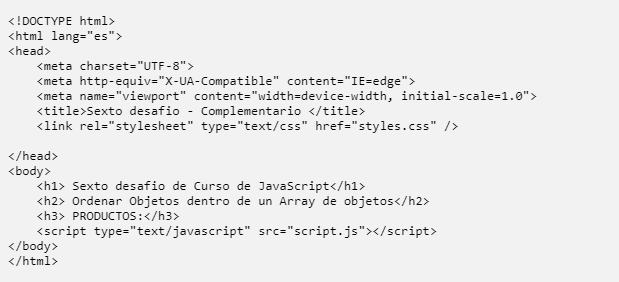 <!DOCTYPE html>
<html lang="es">
<head>
    <meta charset="UTF-8">
    <meta http-equiv="X-UA-Compatible" content="IE=edge">
    <meta name="viewport" content="width=device-width, initial-scale=1.0">
    <title>Sexto desafio - Complementario </title>
    <link rel="stylesheet" type="text/css" href="styles.css" />

</head>
<body>
    <h1> Sexto desafio de Curso de JavaScript</h1>
    <h2> Ordenar Objetos dentro de un Array de objetos</h2>
    <h3> PRODUCTOS:</h3>
    <script type="text/javascript" src="script.js"></script>
</body>
</html>